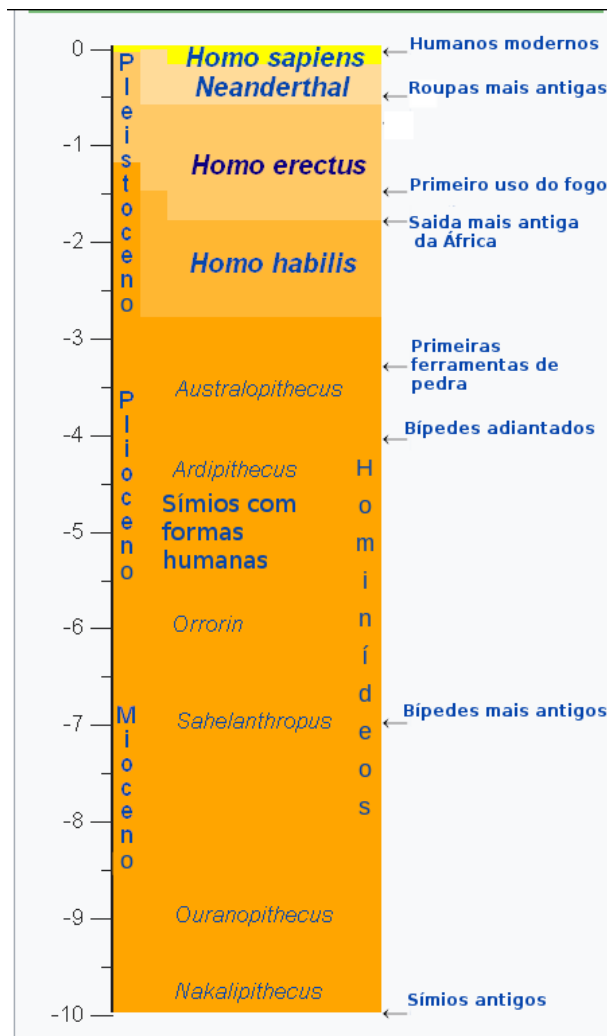 0
-1
-2
-3
-4
-5
-6
-7
-8
-9
-10
Pleistoceno
Plioceno
Mioceno
Homo sapiens
Neanderthal
Homo erectus
Homo habilis
Australopithecus
Ardipithecus
Símios com
formas
humanas
Orrorin
Sahelanthropus
Ouranopithecus
Nakalipithecus
Hominídeos
Humanos modernos
Roupas mais antigas
Primeiro uso do fogo
Saida mais antiga
da África
Primeiras
ferramentas de
pedra
Bípedes adiantados
Bípedes mais antigos
Símios antigos